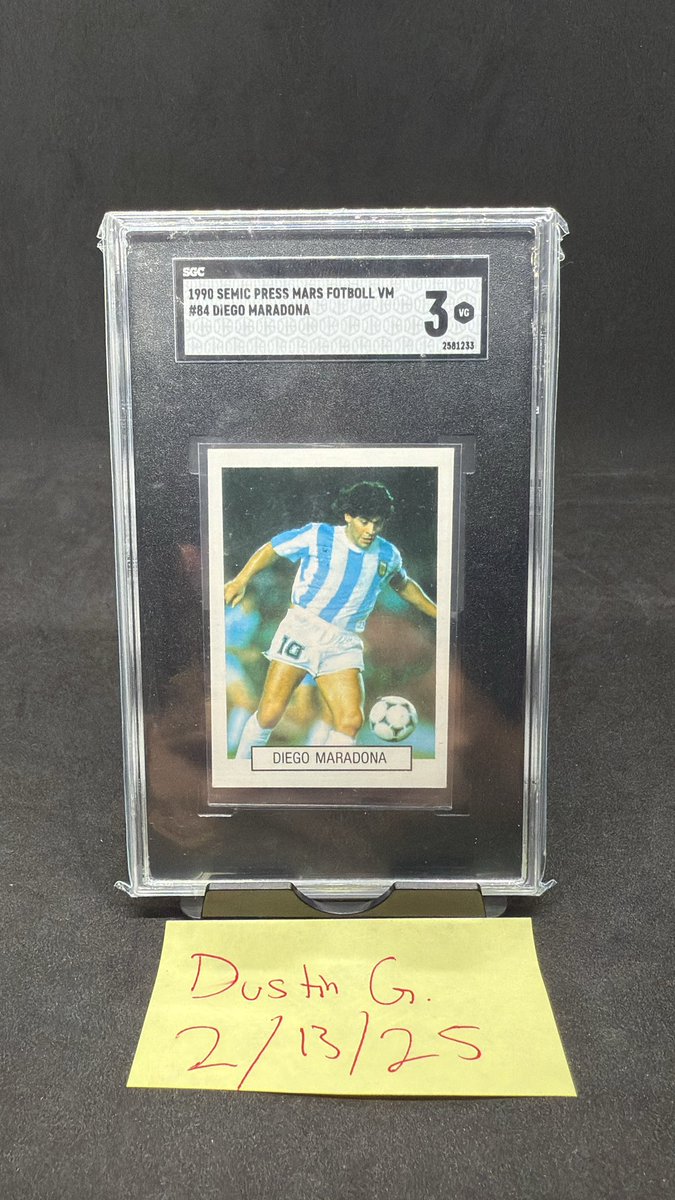 SGC
1990 SEMIC PRESS MARS FOTBOLL VM
#84 DIEGO MARADONA
3 VG
2581233
10
DIEGO MARADONA
Dustin G.
2/13/25